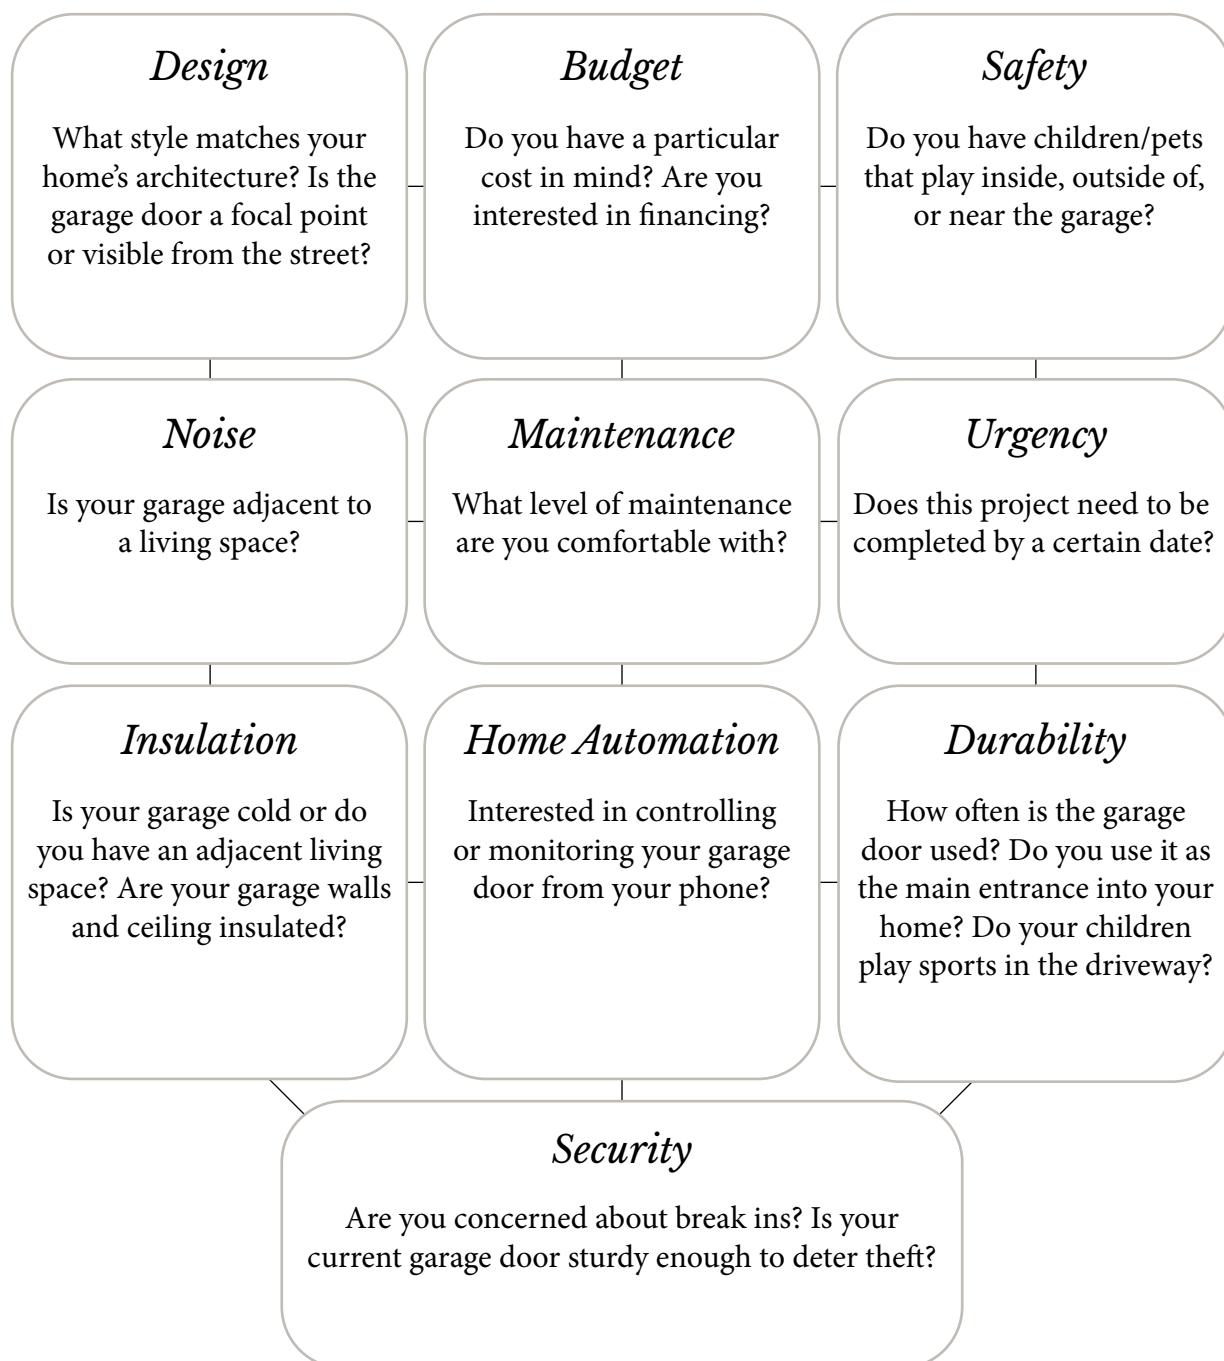 Design
What style matches your
home's architecture? Is the
garage door a focal point
or visible from the street?
Budget
Do you have a particular
cost in mind? Are you
interested in financing?
Safety
Do you have children/pets
that play inside, outside of,
or near the garage?
Noise
Is your garage adjacent to
a living space?
Maintenance
What level of maintenance
are you comfortable with?
Urgency
Does this project need to be
completed by a certain date?
Insulation
Is your garage cold or do
you have an adjacent living
space? Are your garage walls
and ceiling insulated?
Home Automation
Interested in controlling
or monitoring your garage
door from your phone?
Durability
How often is the garage
door used? Do you use it as
the main entrance into your
home? Do your children
play sports in the driveway?
Security
Are you concerned about break ins? Is your
current garage door sturdy enough to deter theft?